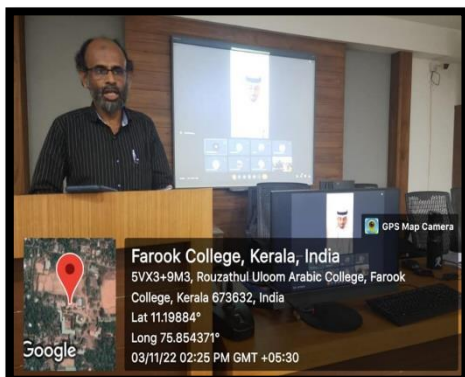 GPS Map Camera
Farook College, Kerala, India
5VX3+9M3, Rouzathul Uloom Arabic College, Farook
College, Kerala 673632, India
Lat 11.19884°
Long 75.854371°
03/11/22 02:25 PM GMT +05:30
Google